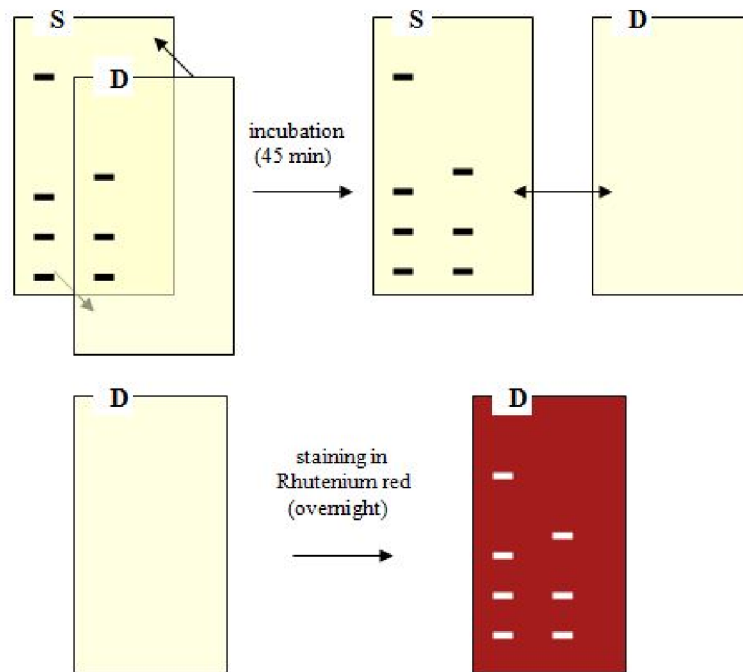 S
D
incubation
(45 min)
S
D
D
staining in
Rhutenium red
(overnight)
D